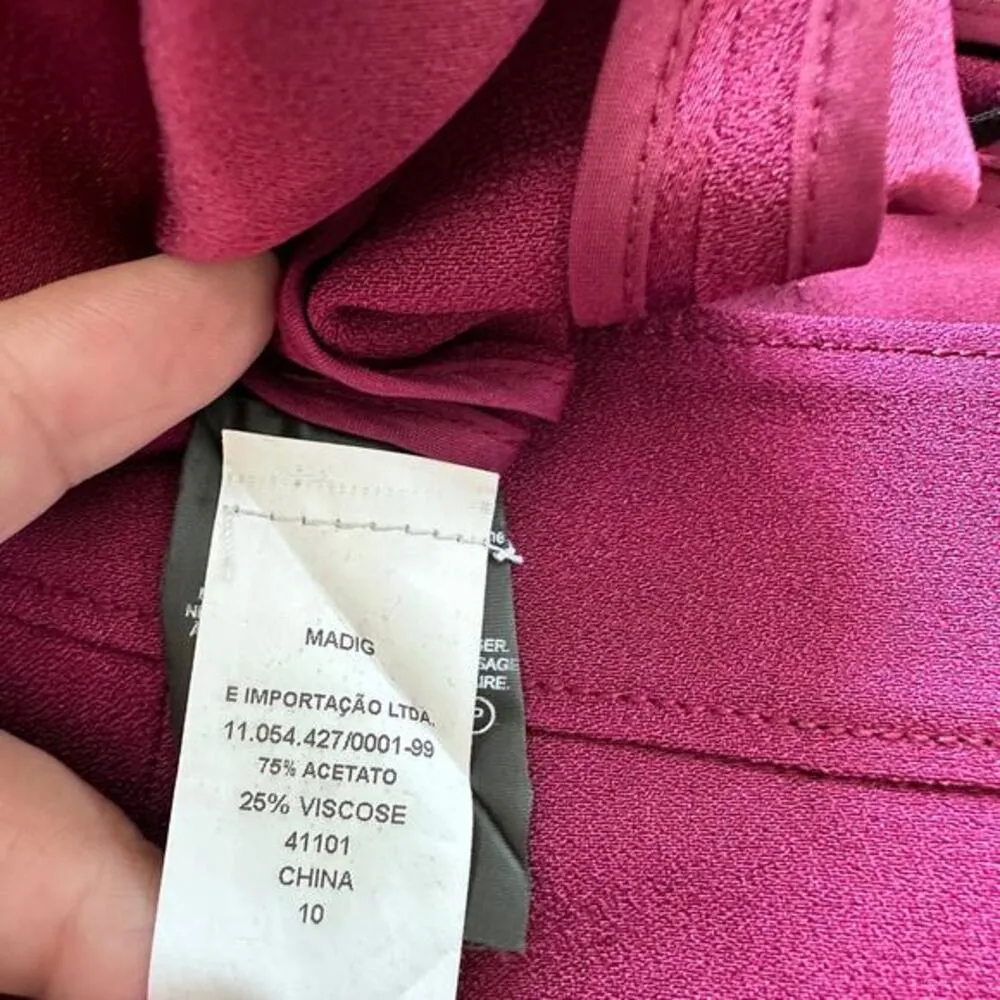 MADIG
E IMPORTAÇÃO LTDA.
11.054.427/0001-99
75% ACETATO
25% VISCOSE
41101
CHINA
10
P